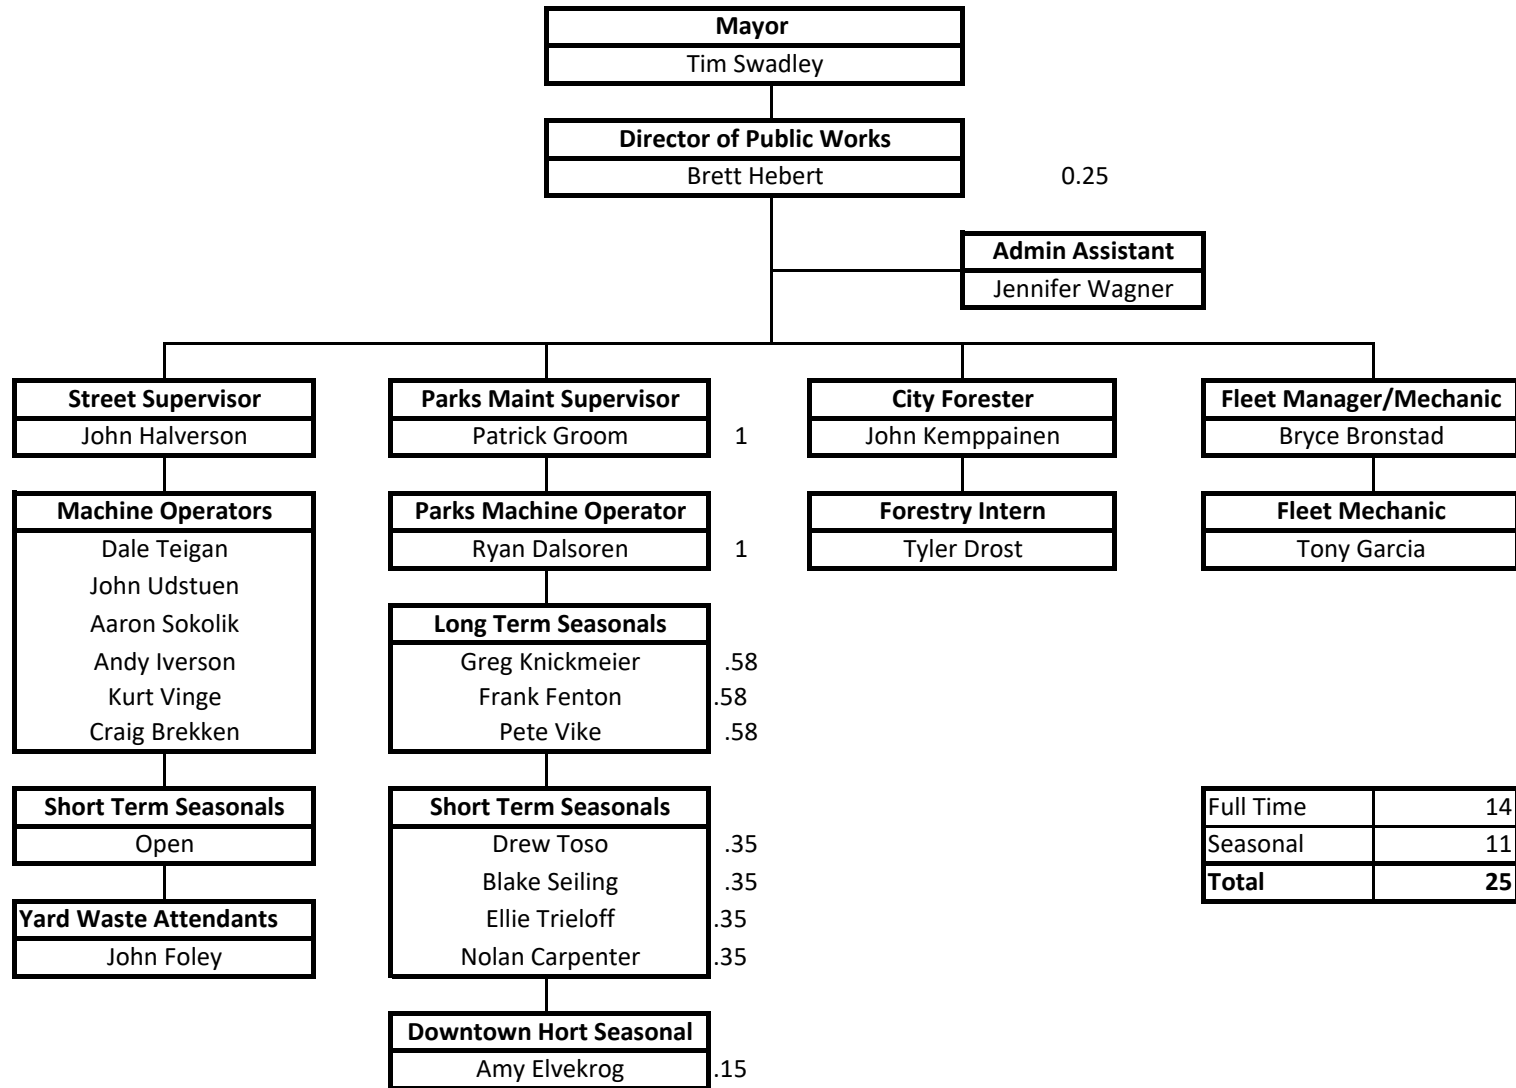 Mayor
Tim Swadley
Director of Public Works
Brett Hebert 0.25
Admin Assistant
Jennifer Wagner
Street Supervisor Parks Maint Supervisor City Forester Fleet Manager/Mechanic
John Halverson Patrick Groom 1 John Kemppainen Bryce Bronstad
Machine Operators Parks Machine Operator Forestry Intern Fleet Mechanic
Dale Teigan Ryan Dalsoren 1 Tyler Drost Tony Garcia
John Udstuen
Aaron Sokolik Long Term Seasonals
Andy Iverson Greg Knickmeier .58
Kurt Vinge Frank Fenton .58
Craig Brekken Pete Vike .58
Short Term Seasonals Short Term Seasonals Full Time 14
Open Drew Toso .35 Seasonal 11
Blake Seiling .35 Total 25
Yard Waste Attendants Ellie Trieloff .35
John Foley Nolan Carpenter .35
Downtown Hort Seasonal
Amy Elvekrog .15